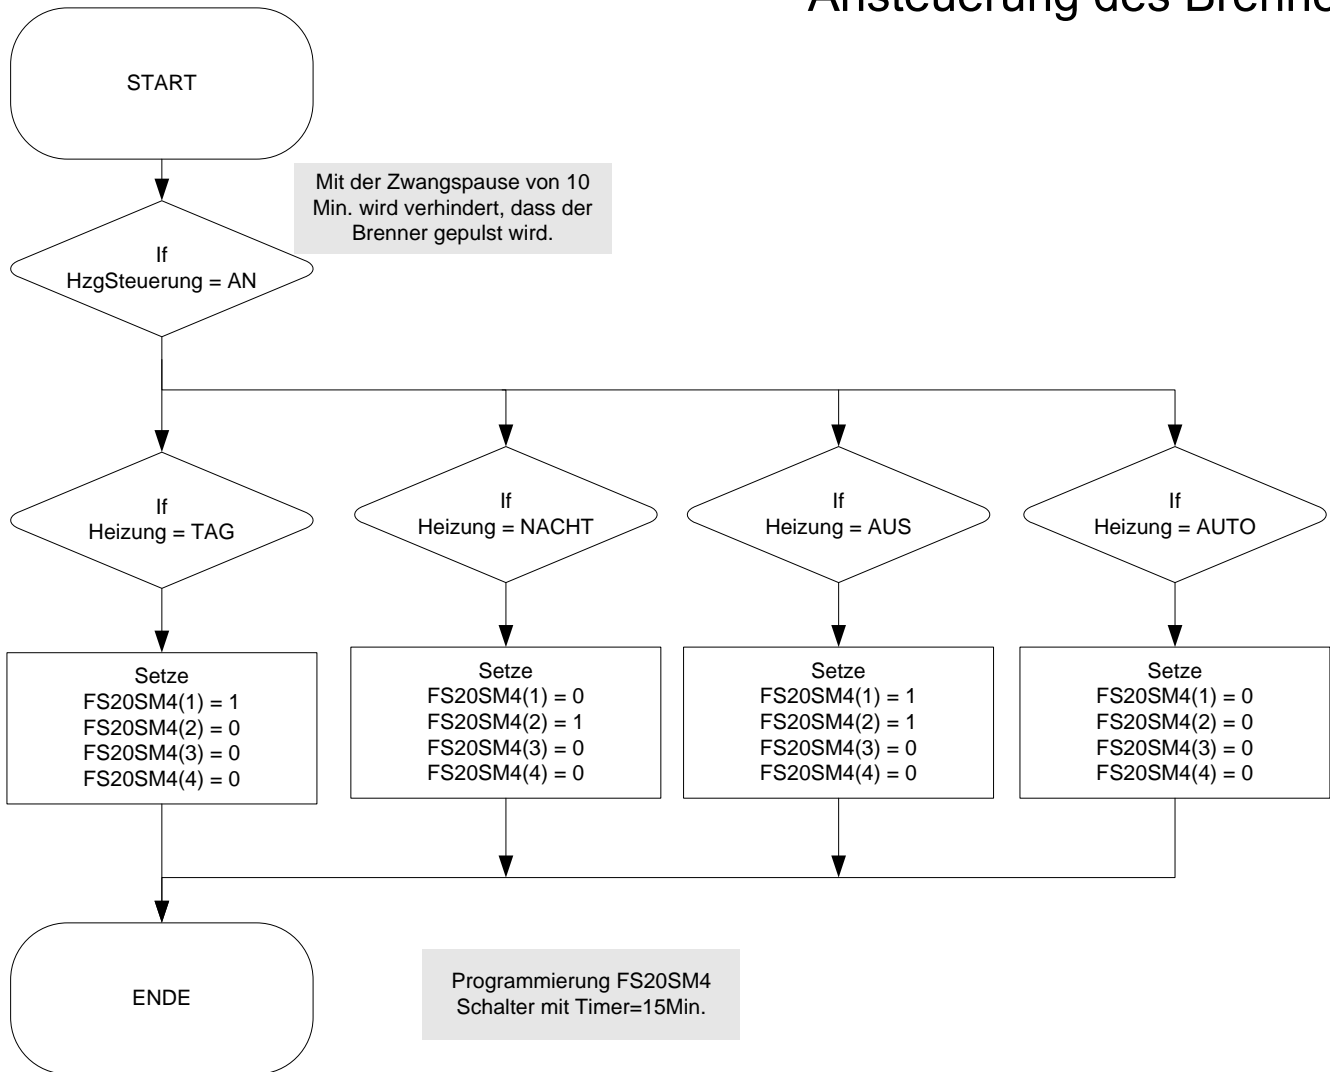 Ansteuerung des
START
Mit der Zwangspause von 10
Min. wird verhindert, dass der
Brenner gepulst wird.
If
HzgSteuerung = AN
If
Heizung = TAG
If
Heizung = NACHT
If
Heizung = AUS
If
Heizung = AUTO
Setze
FS20SM4(1) = 1
FS20SM4(2) = 0
FS20SM4(3) = 0
FS20SM4(4) = 0
Setze
FS20SM4(1) = 0
FS20SM4(2) = 1
FS20SM4(3) = 0
FS20SM4(4) = 0
Setze
FS20SM4(1) = 1
FS20SM4(2) = 1
FS20SM4(3) = 0
FS20SM4(4) = 0
Setze
FS20SM4(1) = 0
FS20SM4(2) = 0
FS20SM4(3) = 0
FS20SM4(4) = 0
ENDE
Programmierung FS20SM4
Schalter mit Timer=15Min.